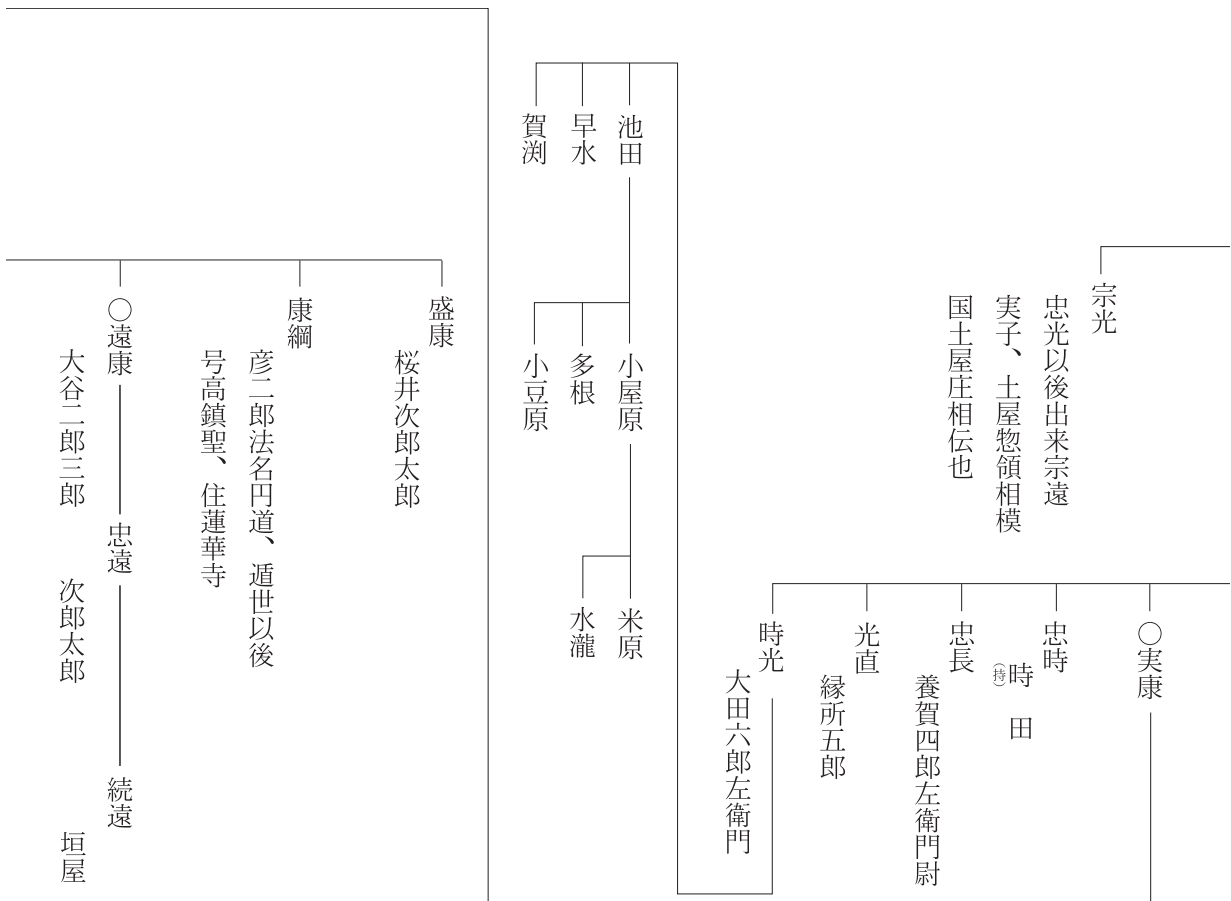 宗光
忠光以後出来宗遠
実子、土屋惣領相模
国土屋庄相伝也
○実康
忠時
時田
(持)
忠長
養賀四郎左衛門尉
光直
縁所五郎
時光
大田六郎左衛門
池田
早水
賀渕
小屋原
多根
小豆原
米原
水瀧
盛康
桜井次郎太郎
康綱
彦二郎法名円道、遁世以後
号高鎮聖、住蓮華寺
○遠康
大谷二郎三郎
忠遠
次郎太郎
続遠
垣屋